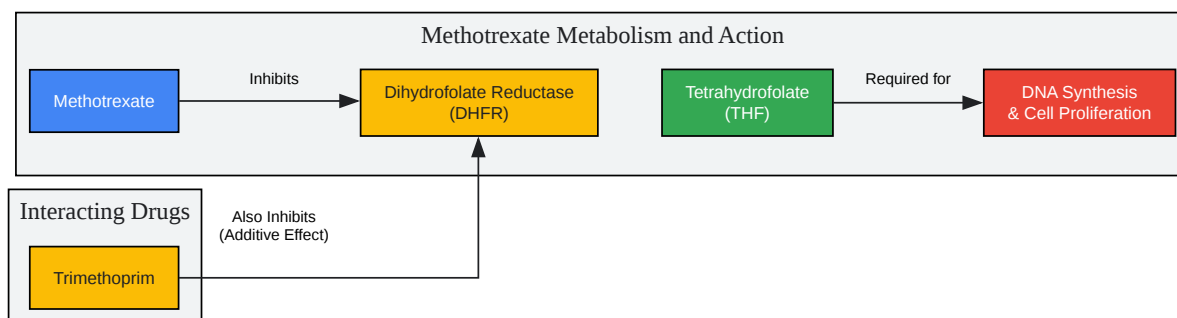 Methotrexate Metabolism and Action
Methotrexate
Inhibits
Dihydrofolate Reductase
(DHFR)
Tetrahydrofolate
(THF)
Required for
DNA Synthesis
& Cell Proliferation
Interacting Drugs
Trimethoprim
Also Inhibits
(Additive Effect)